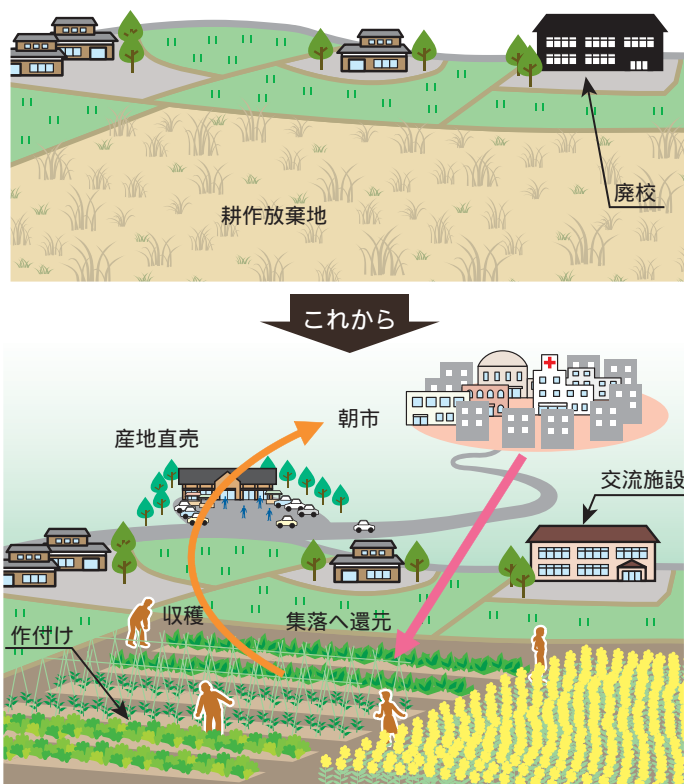 廃校
耕作放棄地
これから
朝市
産地直売
交流施設
収穫
集落へ還元
作付け